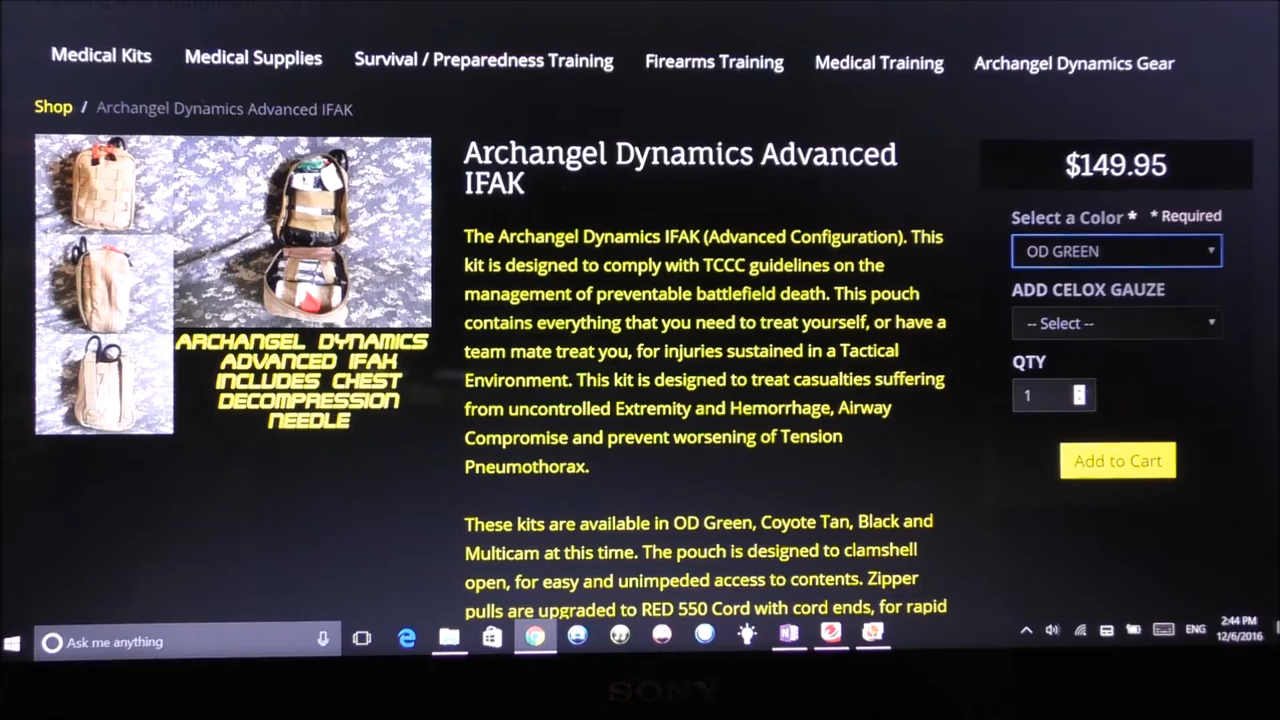 Medical Kits
Medical Supplies
Survival / Preparedness Training
Firearms Training
Medical Training
Archangel Dynamics Gear
Shop / Archangel Dynamics Advanced IFAK
ARCHANGEL DYNAMICS
ADVANCED IFAK
INCLUDES CHEST
DECOMPRESSION
NEEDLE
Archangel Dynamics Advanced
IFAK
The Archangel Dynamics IFAK (Advanced Configuration). This
kit is designed to comply with TCCC guidelines on the
management of preventable battlefield death. This pouch
contains everything that you need to treat yourself, or have a
team mate treat you, for injuries sustained in a Tactical
Environment. This kit is designed to treat casualties suffering
from uncontrolled Extremity and Hemorrhage, Airway
Compromise and prevent worsening of Tension
Pneumothorax.
These kits are available in OD Green, Coyote Tan, Black and
Multicam at this time. The pouch is designed to clamshell
open, for easy and unimpeded access to contents. Zipper
pulls are upgraded to RED 550 Cord with cord ends, for rapid
$149.95
Select a Color * * Required
OD GREEN
ADD CELOX GAUZE
-- Select --
QTY
1
Add to Cart
Ask me anything
ENG
2:44 PM
12/6/2016
SONY